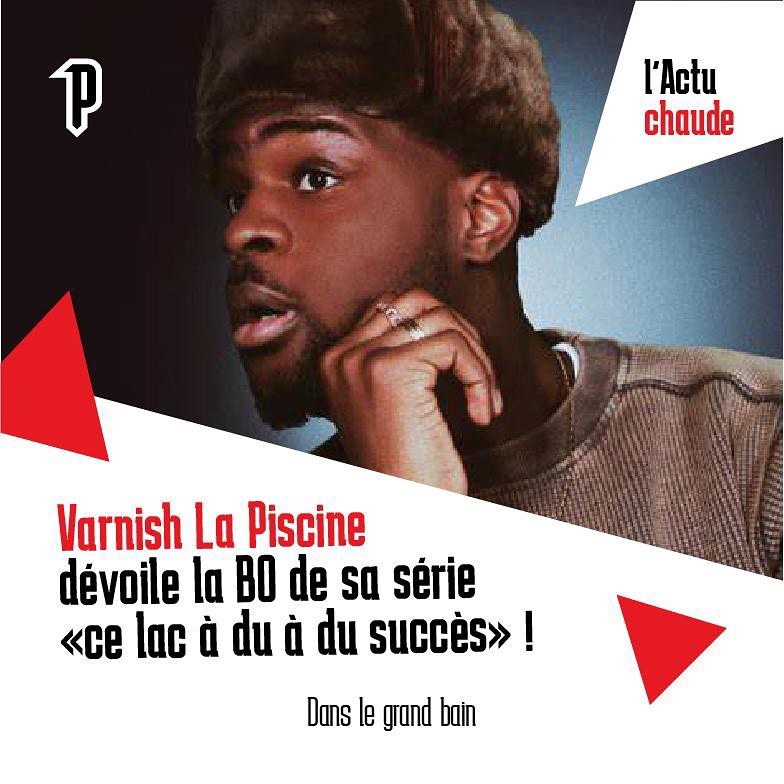 P
l'Actu
chaude
Varnish La Piscine
dévoile la BO de sa série
«ce lac à du à du succès» !
Dans le grand bain